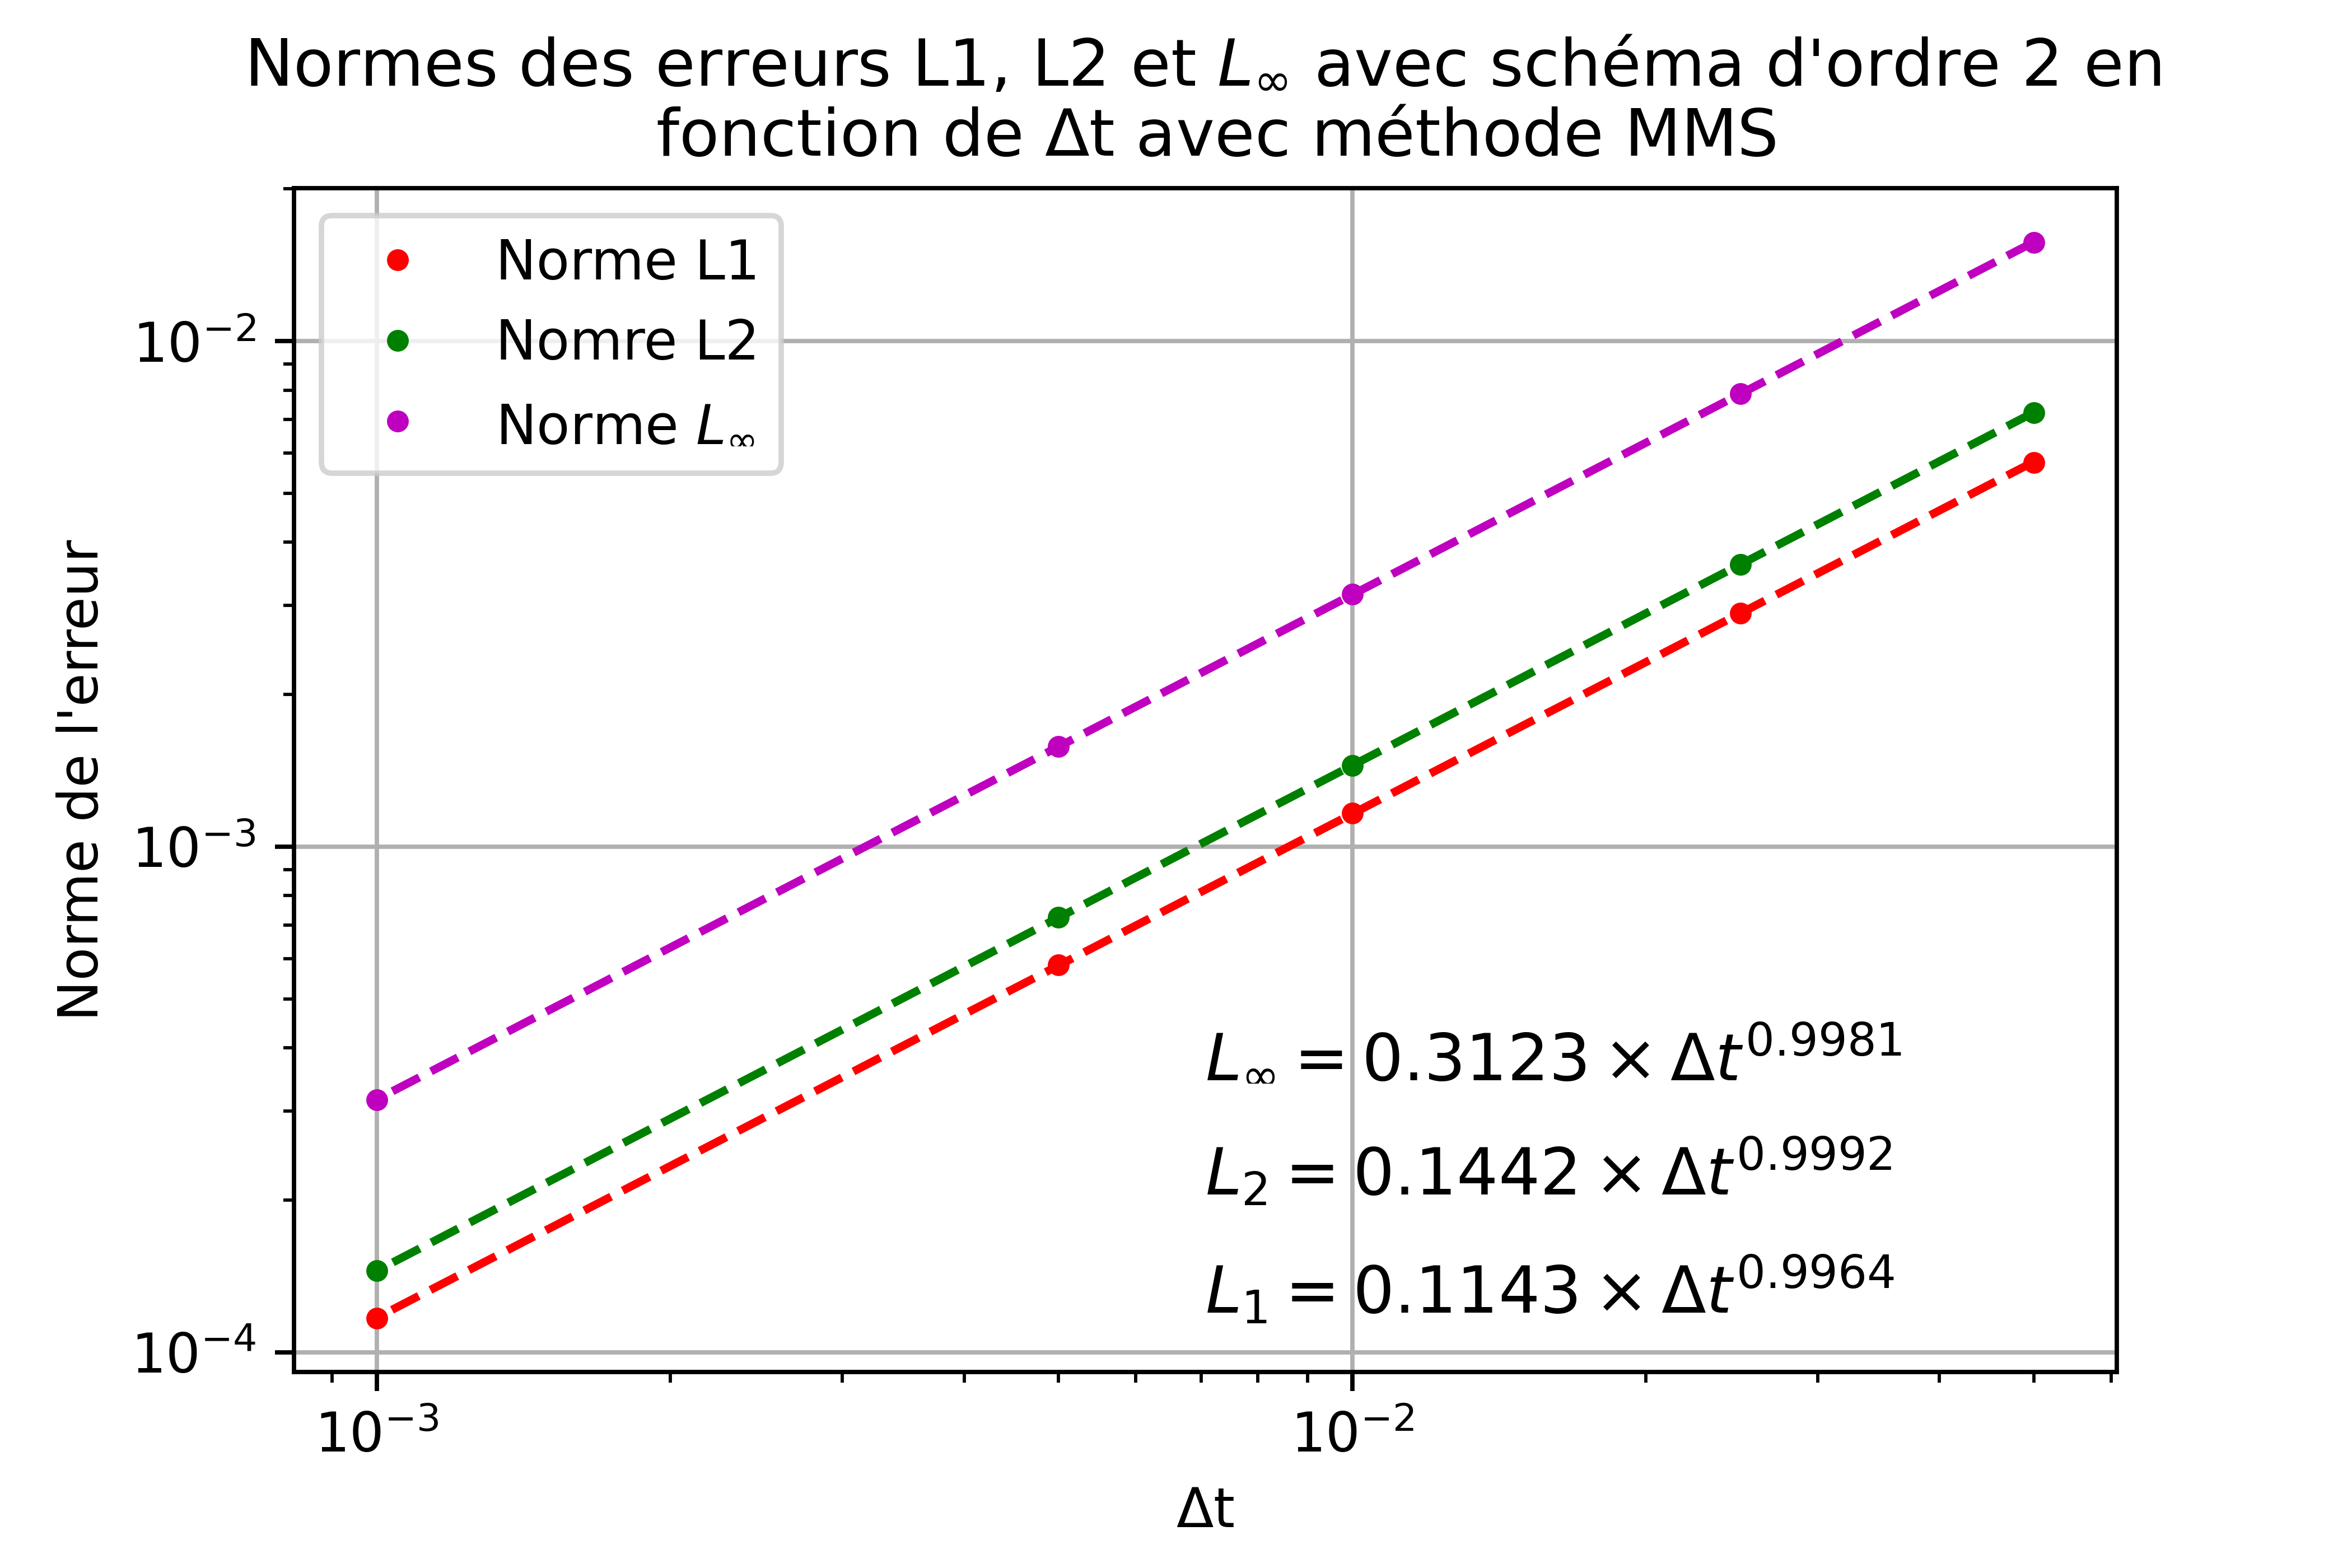 Normes des erreurs L1, L2 et L∞ avec schéma d'ordre 2 en
fonction de Δt avec méthode MMS
Norme L1
Nomre L2
Norme L∞
10⁻²
10⁻³
10⁻⁴
Norme de l'erreur
L∞ = 0.3123 × Δt^0.9981
L₂ = 0.1442 × Δt^0.9992
L₁ = 0.1143 × Δt^0.9964
10⁻³ 10⁻²
Δt